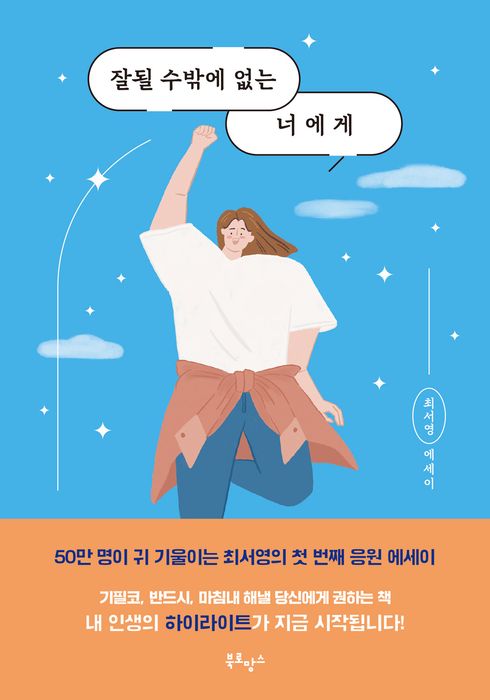 잘될 수밖에 없는
너에게
최서영 에세이
50만 명이 귀 기울이는 최서영의 첫 번째 응원 에세이
기필코, 반드시, 마침내 해낼 당신에게 권하는 책
내 인생의 하이라이트가 지금 시작됩니다!
북로망스